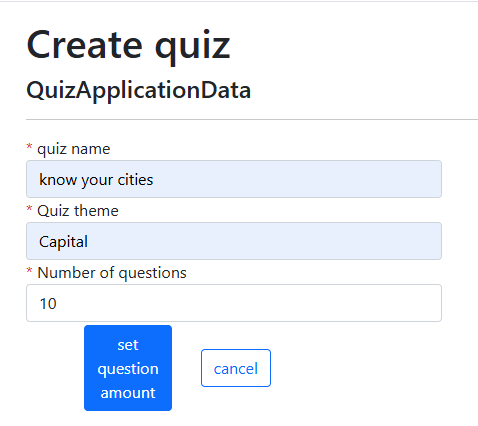 Create quiz
QuizApplicationData
* quiz name
know your cities
* Quiz theme
Capital
* Number of questions
10
set
question
amount
cancel